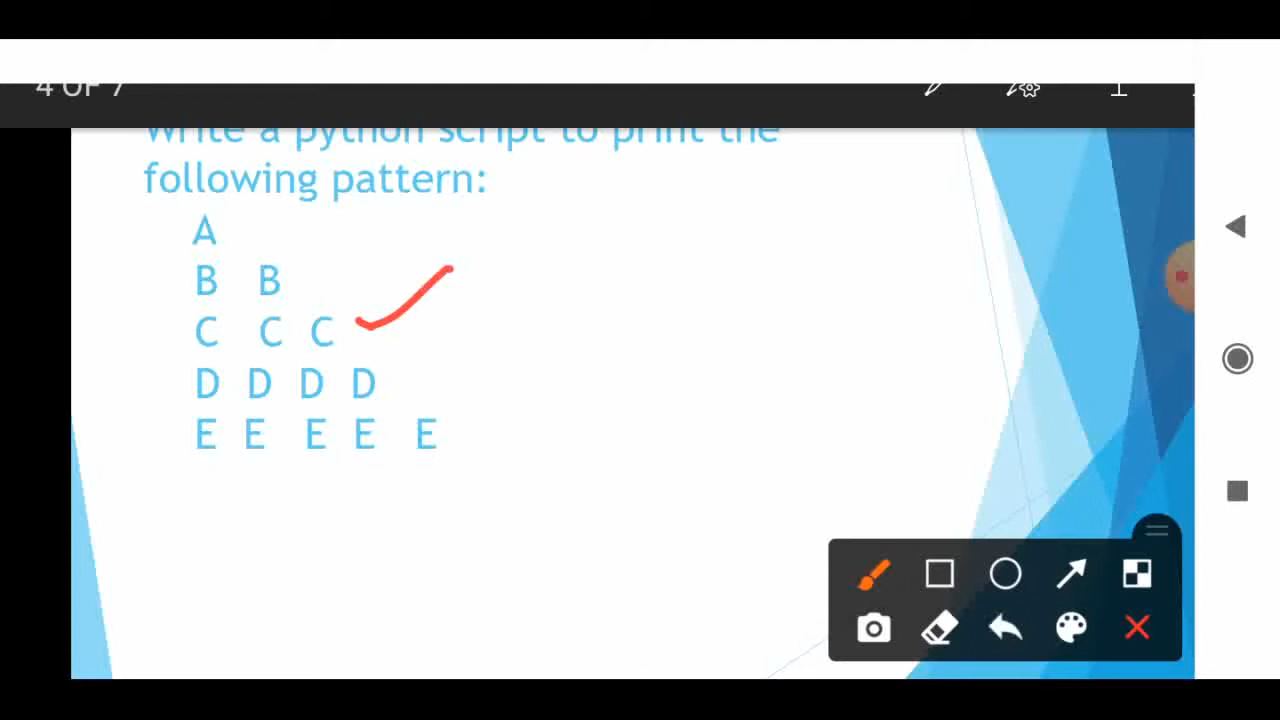 4 OF 7
Write a python script to print the
following pattern:
A
B B
C C C
D D D D
E E E E E